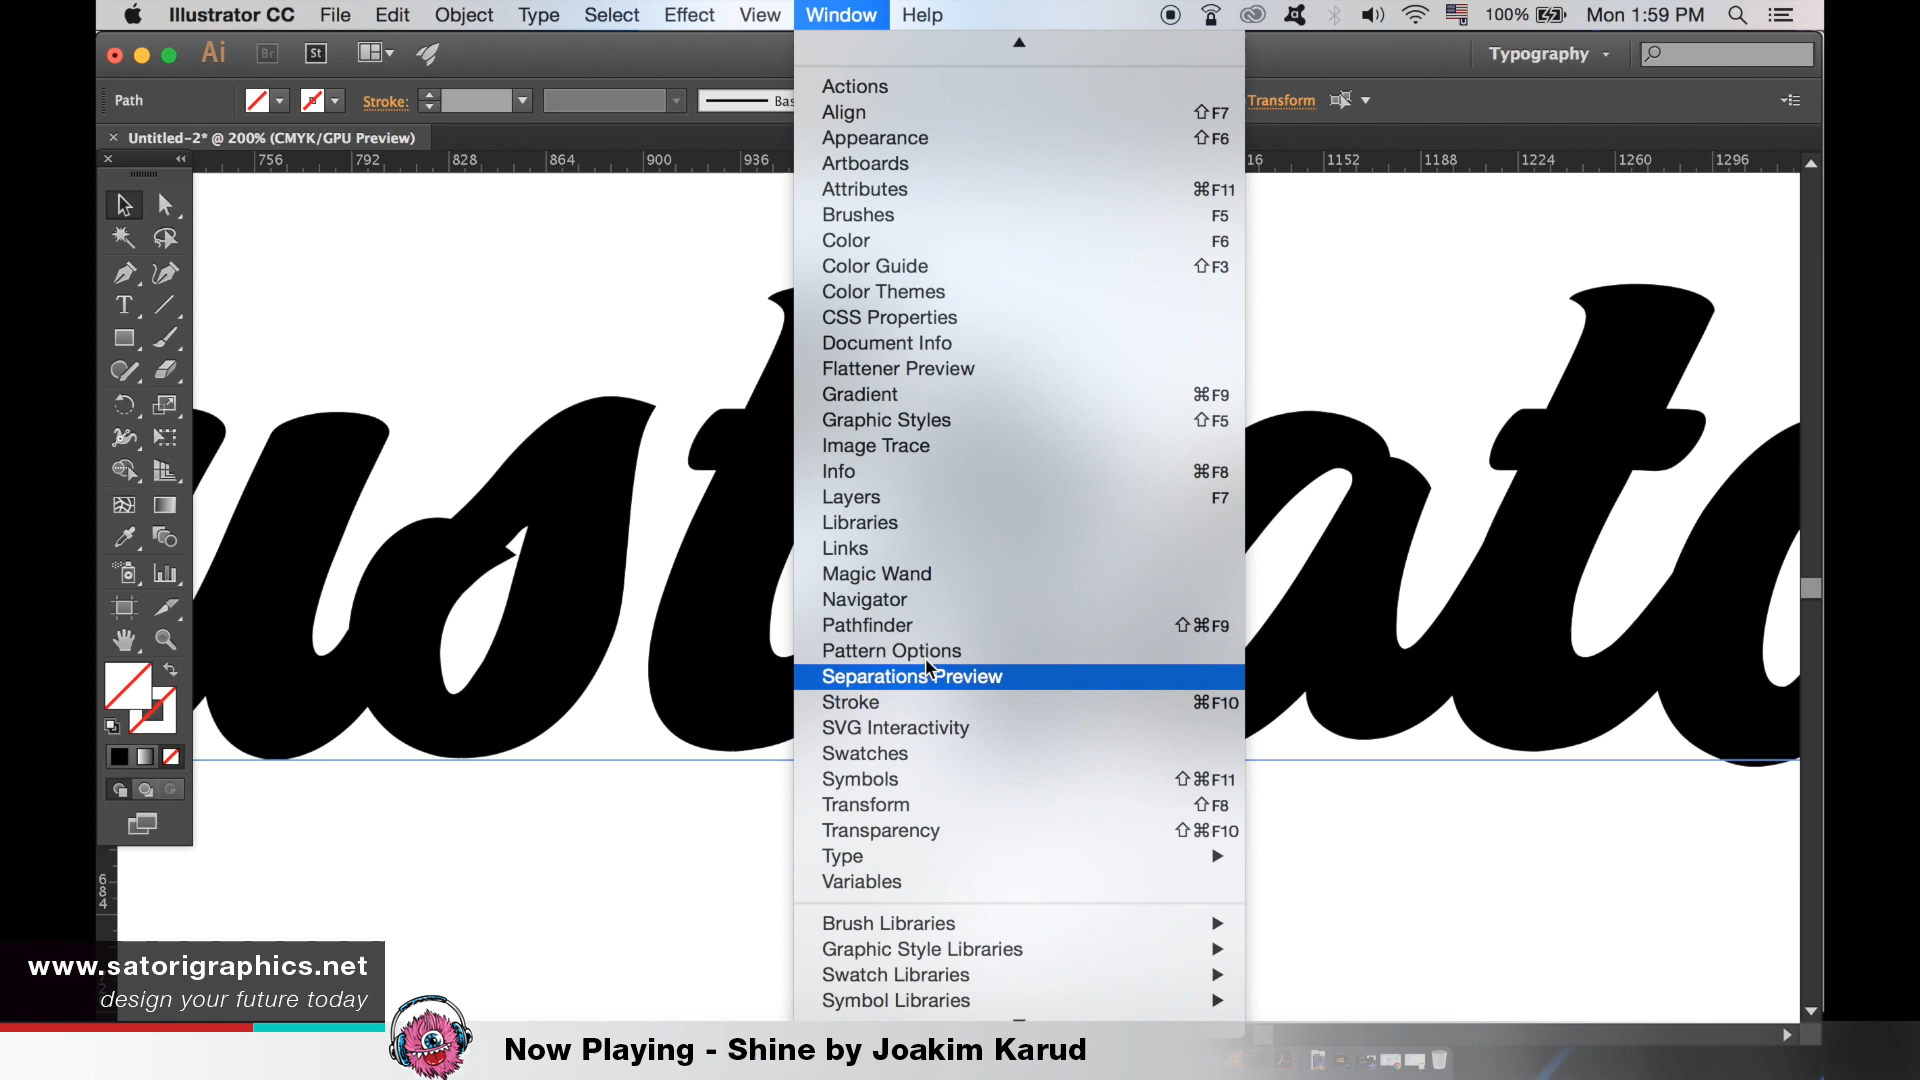 Illustrator CC File Edit Object Type Select Effect View Window Help 100% Mon 1:59 PM
Ai Br St Typography
Path Stroke: Bas Transform
Untitled-2* @ 200% (CMYK/GPU Preview)
756 792 828 864 900 936 16 1152 1188 1224 1260 1296
Actions
Align ⇧F7
Appearance ⇧F6
Artboards
Attributes ⌘F11
Brushes F5
Color F6
Color Guide ⇧F3
Color Themes
CSS Properties
Document Info
Flattener Preview
Gradient ⌘F9
Graphic Styles ⇧F5
Image Trace
Info ⌘F8
Layers F7
Libraries
Links
Magic Wand
Navigator
Pathfinder ⇧⌘F9
Pattern Options
Separations Preview
Stroke ⌘F10
SVG Interactivity
Swatches
Symbols ⇧⌘F11
Transform ⇧F8
Transparency ⇧⌘F10
Type
Variables
Brush Libraries
Graphic Style Libraries
Swatch Libraries
Symbol Libraries
ust at
684
www.satorigraphics.net
design your future today
Now Playing - Shine by Joakim Karud